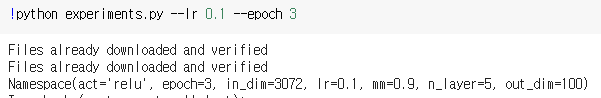 !python experiments.py --lr 0.1 --epoch 3
Files already downloaded and verified
Files already downloaded and verified
Namespace(act='relu', epoch=3, in_dim=3072, lr=0.1, mm=0.9, n_layer=5, out_dim=100)